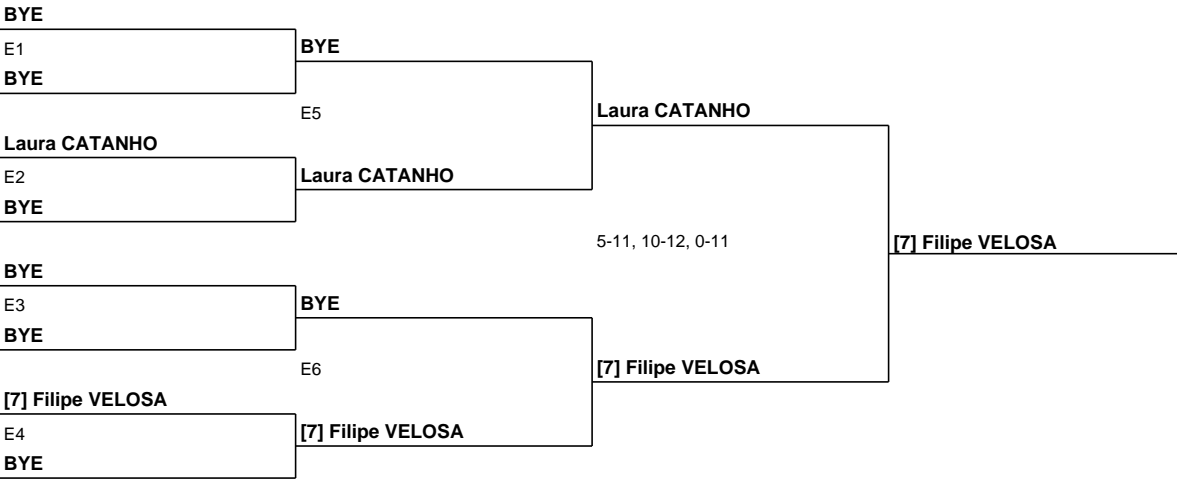 BYE
E1
BYE
BYE
E5
Laura CATANHO
Laura CATANHO
E2
Laura CATANHO
BYE
5-11, 10-12, 0-11
[7] Filipe VELOSA
BYE
E3
BYE
BYE
E6
[7] Filipe VELOSA
[7] Filipe VELOSA
E4
[7] Filipe VELOSA
BYE